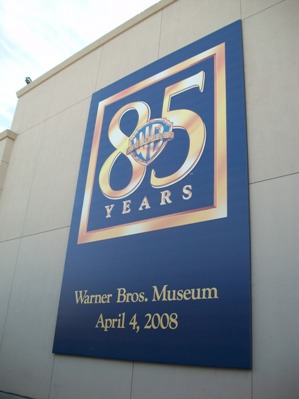 85
WB
YEARS
Warner Bros. Museum
April 4, 2008